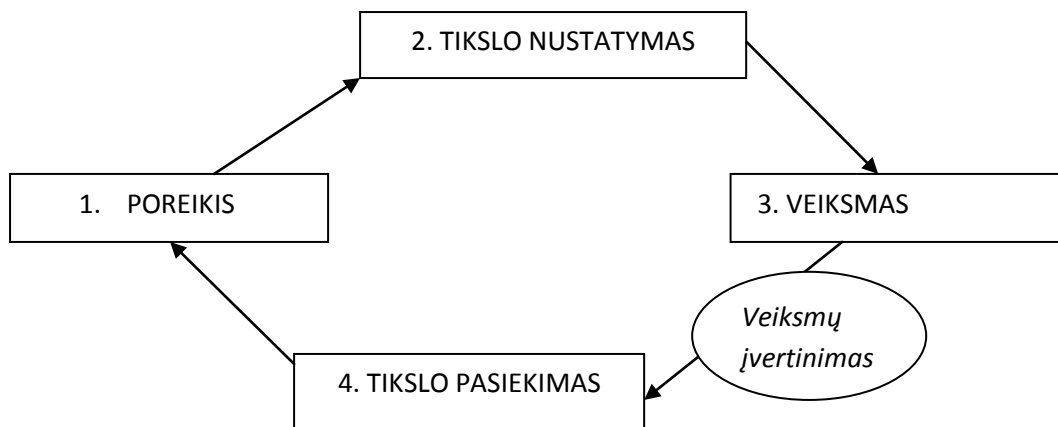 2. TIKSLO NUSTATYMAS
1. POREIKIS
3. VEIKSMAS
Veiksmų
įvertinimas
4. TIKSLO PASIEKIMAS